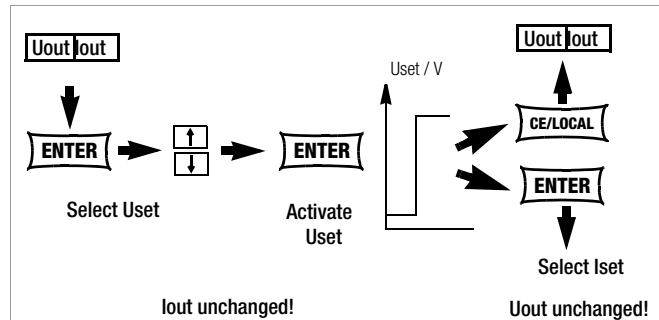 Uout Iout
ENTER
Select Uset
ENTER
Activate
Uset
Uset / V
Uout Iout
CE/LOCAL
ENTER
Select Iset
Iout unchanged!
Uout unchanged!